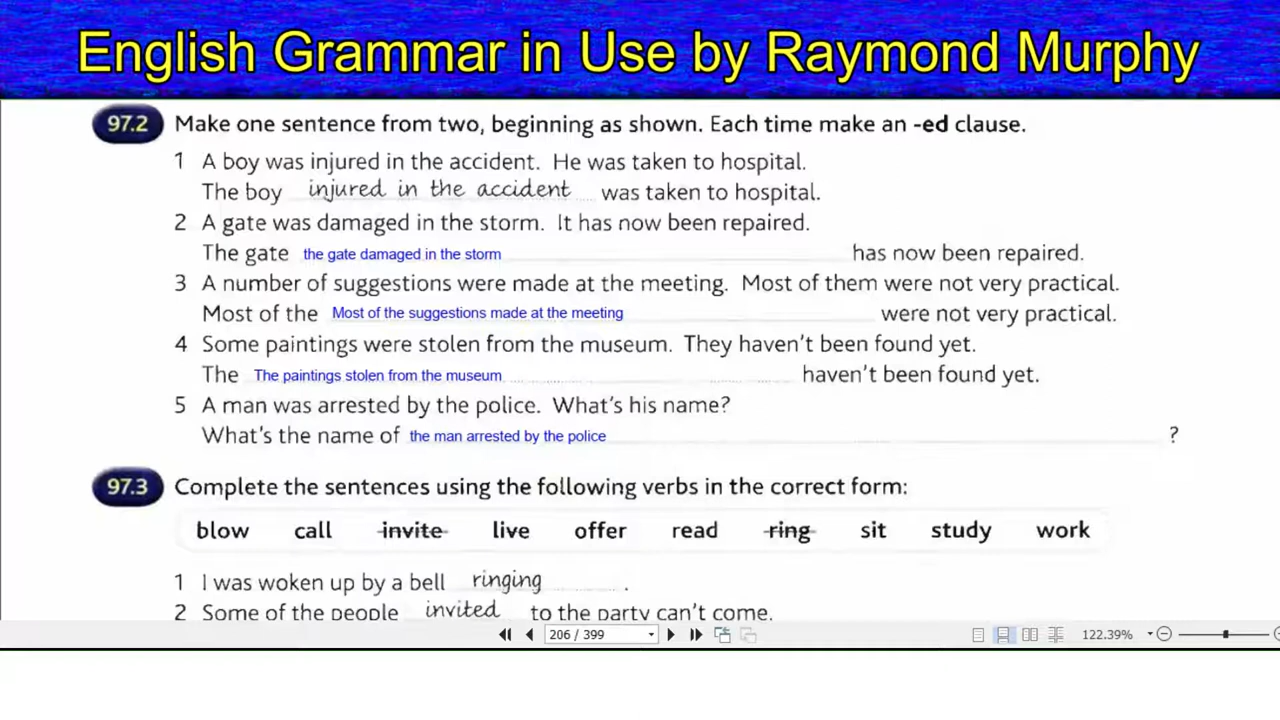 English Grammar in Use by Raymond Murphy
97.2 Make one sentence from two, beginning as shown. Each time make an -ed clause.
1 A boy was injured in the accident. He was taken to hospital.
The boy injured in the accident was taken to hospital.
2 A gate was damaged in the storm. It has now been repaired.
The gate the gate damaged in the storm has now been repaired.
3 A number of suggestions were made at the meeting. Most of them were not very practical.
Most of the Most of the suggestions made at the meeting were not very practical.
4 Some paintings were stolen from the museum. They haven't been found yet.
The The paintings stolen from the museum haven't been found yet.
5 A man was arrested by the police. What's his name?
What's the name of the man arrested by the police ?
97.3 Complete the sentences using the following verbs in the correct form:
blow call invite live offer read ring sit study work
1 I was woken up by a bell ringing .
2 Some of the people invited to the party can't come.
206 / 399 122.39%